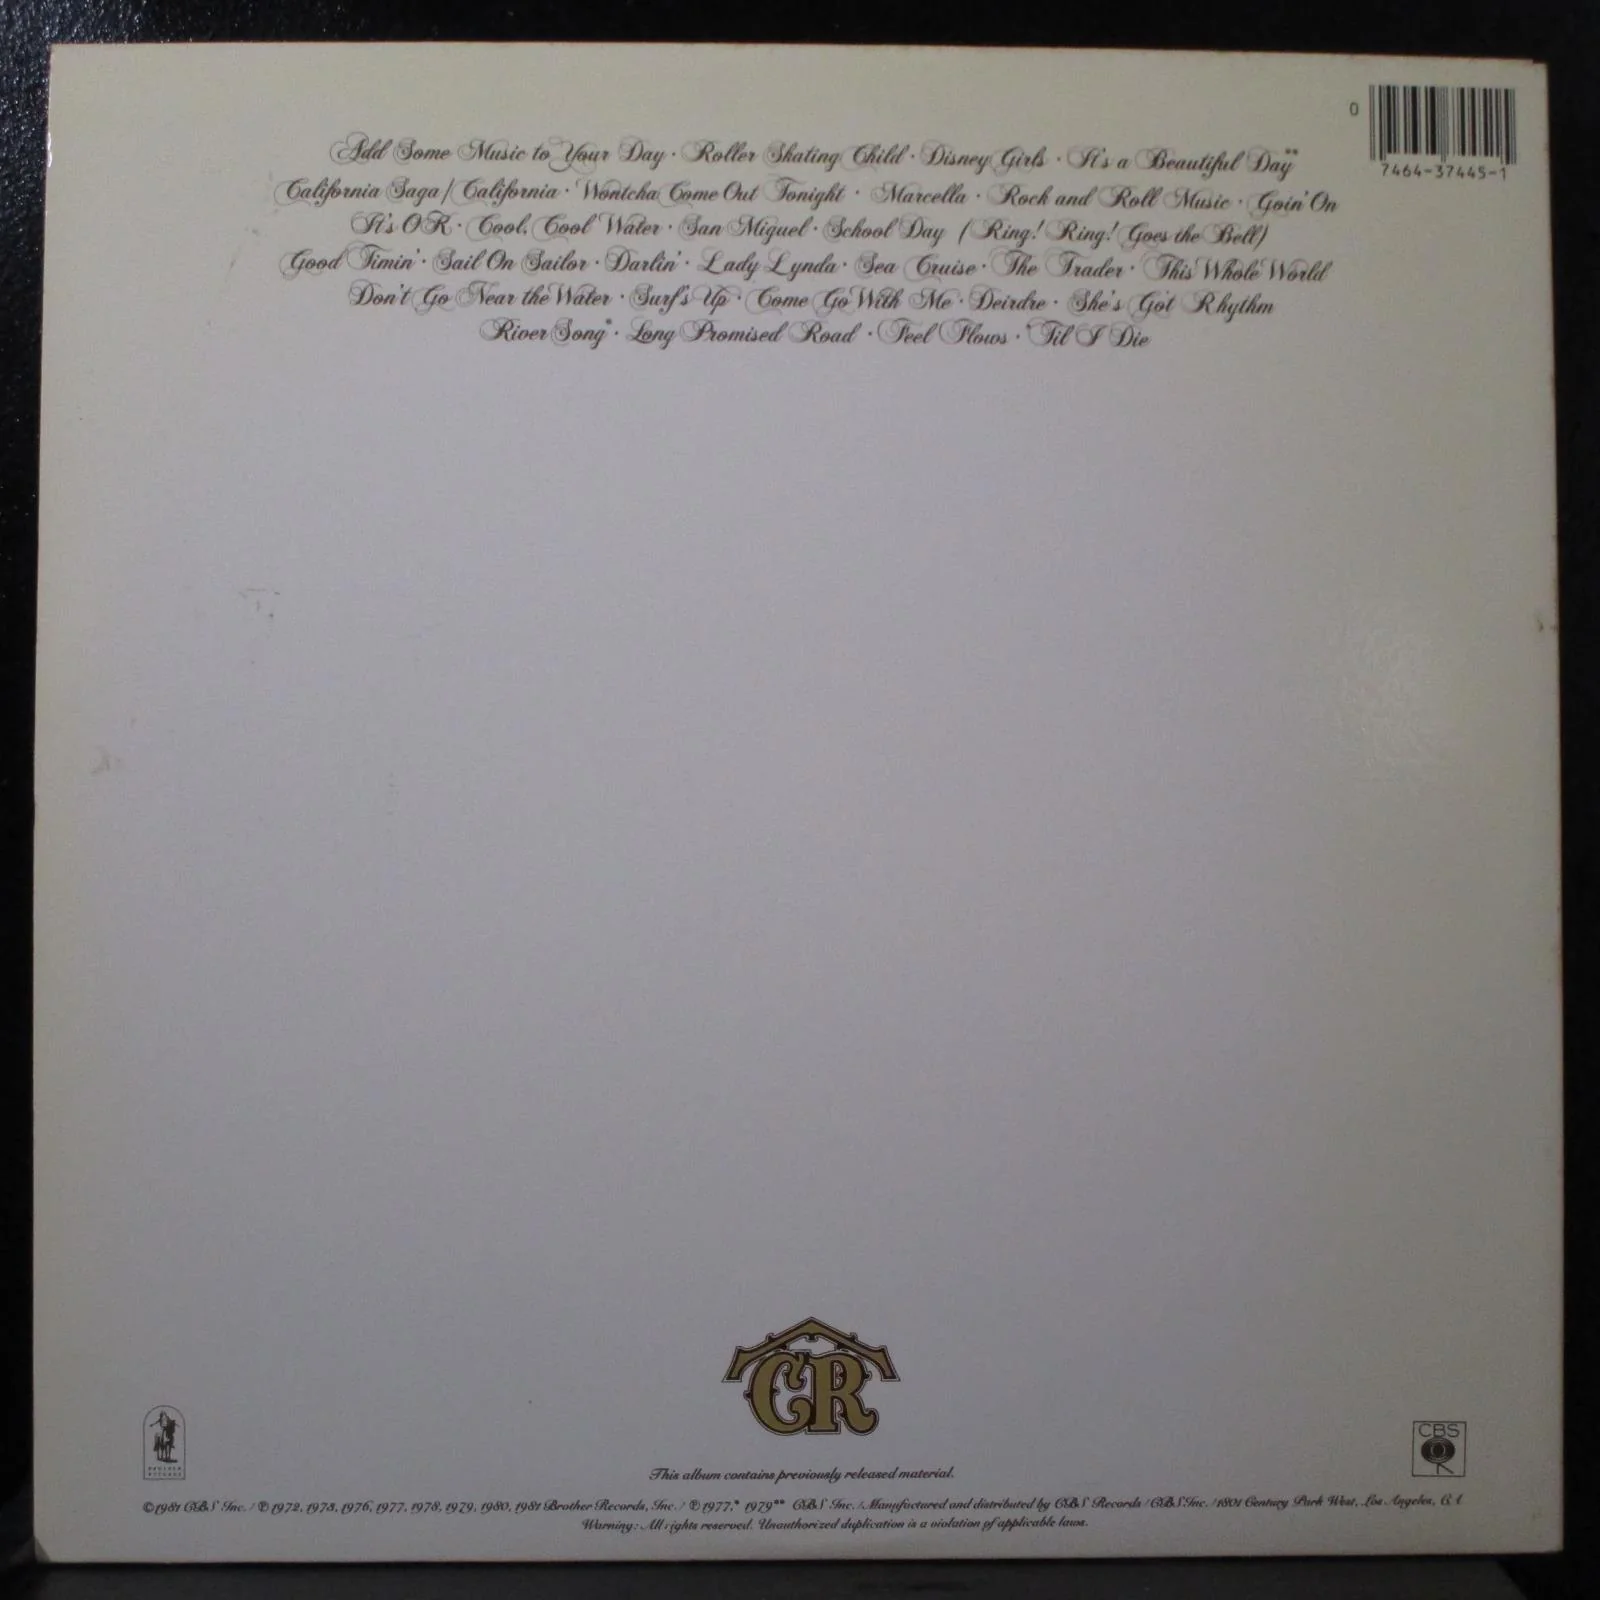 0
7464-37445-1
Add Some Music to Your Day · Roller Skating Child · Disney Girls · It's a Beautiful Day**
California Saga/California · Wontcha Come Out Tonight · Marcella · Rock and Roll Music · Goin' On
It's OK · Cool, Cool Water · San Miguel · School Day (Ring! Ring! Goes the Bell)
Good Timin' · Sail On Sailor · Darlin' · Lady Lynda · Sea Cruise · The Trader · This Whole World
Don't Go Near the Water · Surf's Up · Come Go With Me · Deirdre · She's Got Rhythm
River Song* · Long Promised Road · Feel Flows · 'Til I Die
CR
BROTHER
RECORDS
CBS
This album contains previously released material.
©1981 CBS Inc./℗1972, 1973, 1976, 1977, 1978, 1979, 1980, 1981 Brother Records, Inc./℗1977,* 1979** CBS Inc./Manufactured and distributed by CBS Records/CBS Inc./1801 Century Park West, Los Angeles, CA
Warning: All rights reserved. Unauthorized duplication is a violation of applicable laws.